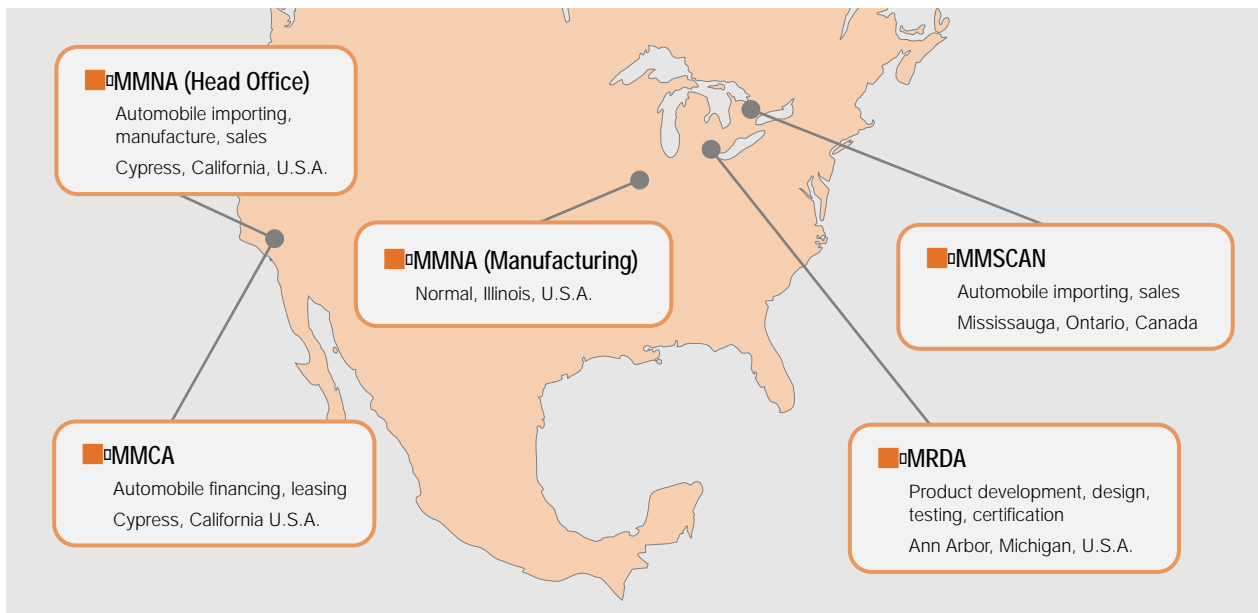 MMNA (Head Office)
Automobile importing,
manufacture, sales
Cypress, California, U.S.A.
MMNA (Manufacturing)
Normal, Illinois, U.S.A.
MMSCAN
Automobile importing, sales
Mississauga, Ontario, Canada
MMCA
Automobile financing, leasing
Cypress, California U.S.A.
MRDA
Product development, design,
testing, certification
Ann Arbor, Michigan, U.S.A.